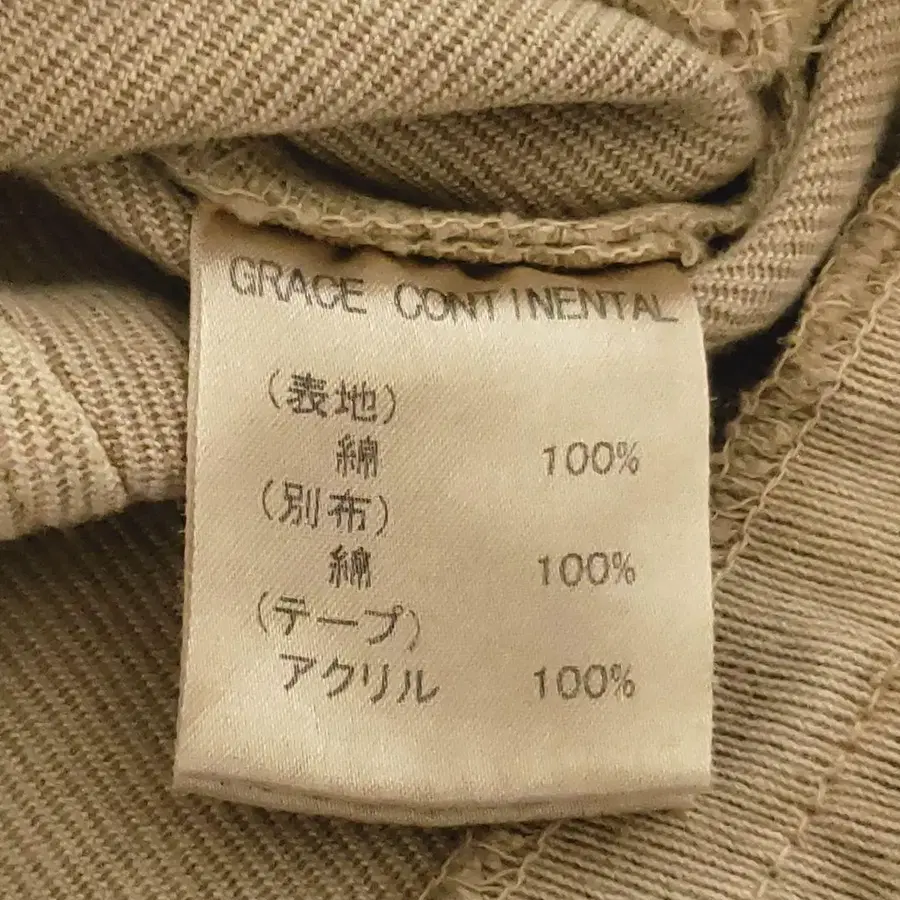 GRACE CONTINENTAL
(表地)
綿 100%
(別布)
綿 100%
(テープ)
アクリル 100%